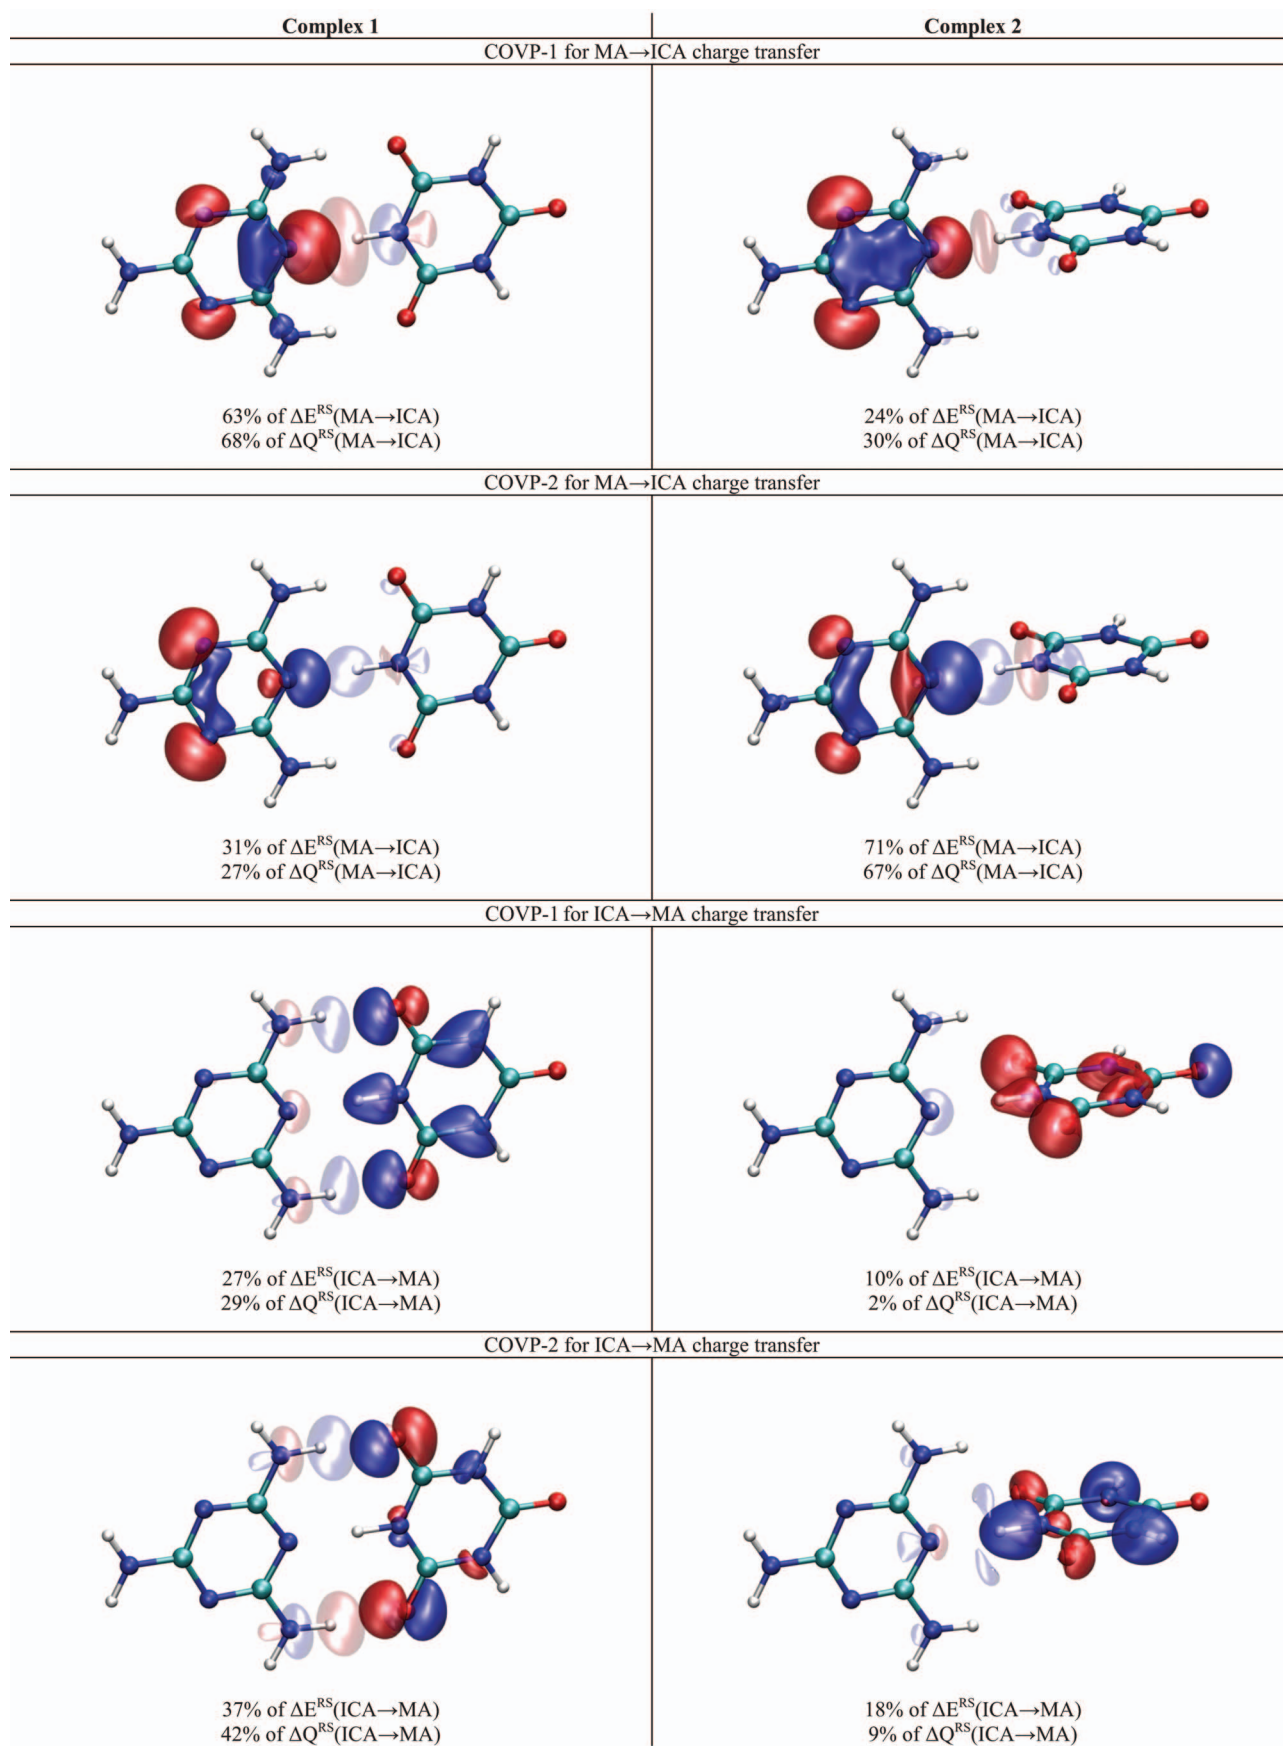 Complex 1 Complex 2
COVP-1 for MA→ICA charge transfer
63% of ΔE^RS(MA→ICA) 24% of ΔE^RS(MA→ICA)
68% of ΔQ^RS(MA→ICA) 30% of ΔQ^RS(MA→ICA)
COVP-2 for MA→ICA charge transfer
31% of ΔE^RS(MA→ICA) 71% of ΔE^RS(MA→ICA)
27% of ΔQ^RS(MA→ICA) 67% of ΔQ^RS(MA→ICA)
COVP-1 for ICA→MA charge transfer
27% of ΔE^RS(ICA→MA) 10% of ΔE^RS(ICA→MA)
29% of ΔQ^RS(ICA→MA) 2% of ΔQ^RS(ICA→MA)
COVP-2 for ICA→MA charge transfer
37% of ΔE^RS(ICA→MA) 18% of ΔE^RS(ICA→MA)
42% of ΔQ^RS(ICA→MA) 9% of ΔQ^RS(ICA→MA)